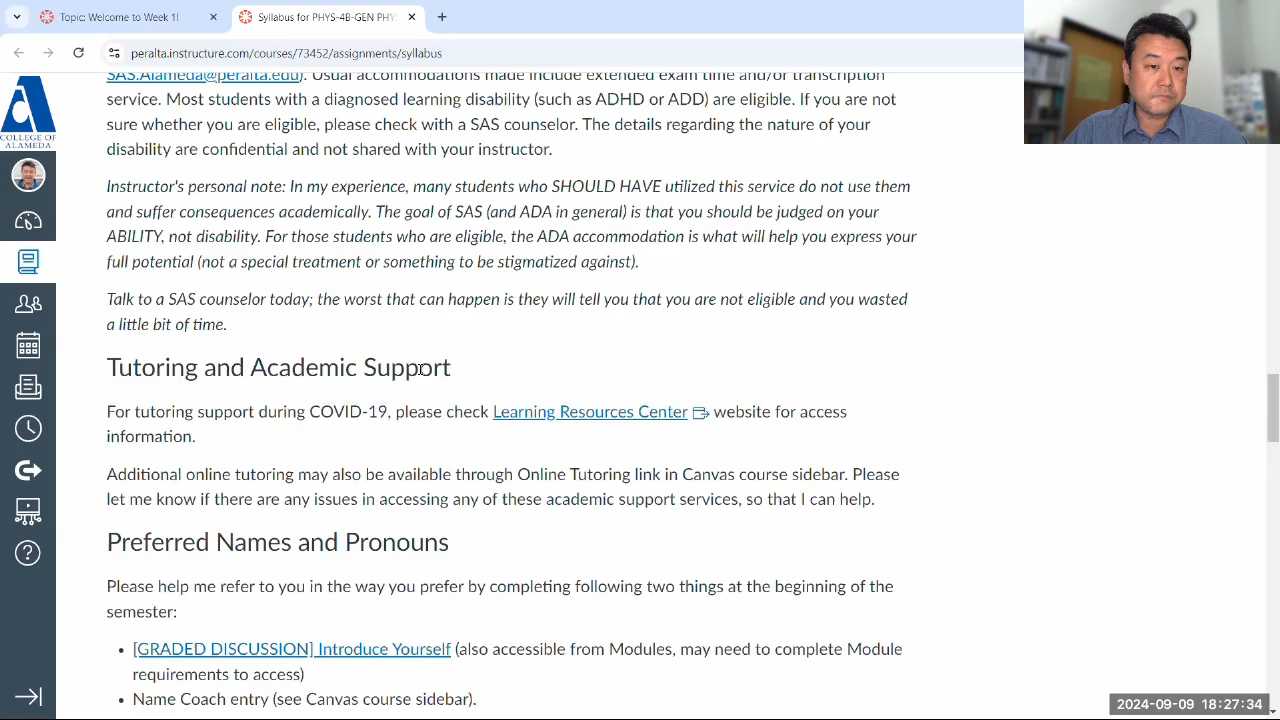 Topic: Welcome to Week 1!
Syllabus for PHYS-4B-GEN PHY
peralta.instructure.com/courses/73452/assignments/syllabus
COLLEGE OF
ALAMEDA
SAS.Alameda@peralta.edu). Usual accommodations made include extended exam time and/or transcription
service. Most students with a diagnosed learning disability (such as ADHD or ADD) are eligible. If you are not
sure whether you are eligible, please check with a SAS counselor. The details regarding the nature of your
disability are confidential and not shared with your instructor.
Instructor's personal note: In my experience, many students who SHOULD HAVE utilized this service do not use them
and suffer consequences academically. The goal of SAS (and ADA in general) is that you should be judged on your
ABILITY, not disability. For those students who are eligible, the ADA accommodation is what will help you express your
full potential (not a special treatment or something to be stigmatized against).
Talk to a SAS counselor today; the worst that can happen is they will tell you that you are not eligible and you wasted
a little bit of time.
Tutoring and Academic Support
For tutoring support during COVID-19, please check Learning Resources Center website for access
information.
Additional online tutoring may also be available through Online Tutoring link in Canvas course sidebar. Please
let me know if there are any issues in accessing any of these academic support services, so that I can help.
Preferred Names and Pronouns
Please help me refer to you in the way you prefer by completing following two things at the beginning of the
semester:
• [GRADED DISCUSSION] Introduce Yourself (also accessible from Modules, may need to complete Module
requirements to access)
• Name Coach entry (see Canvas course sidebar).
2024-09-09 18:27:34